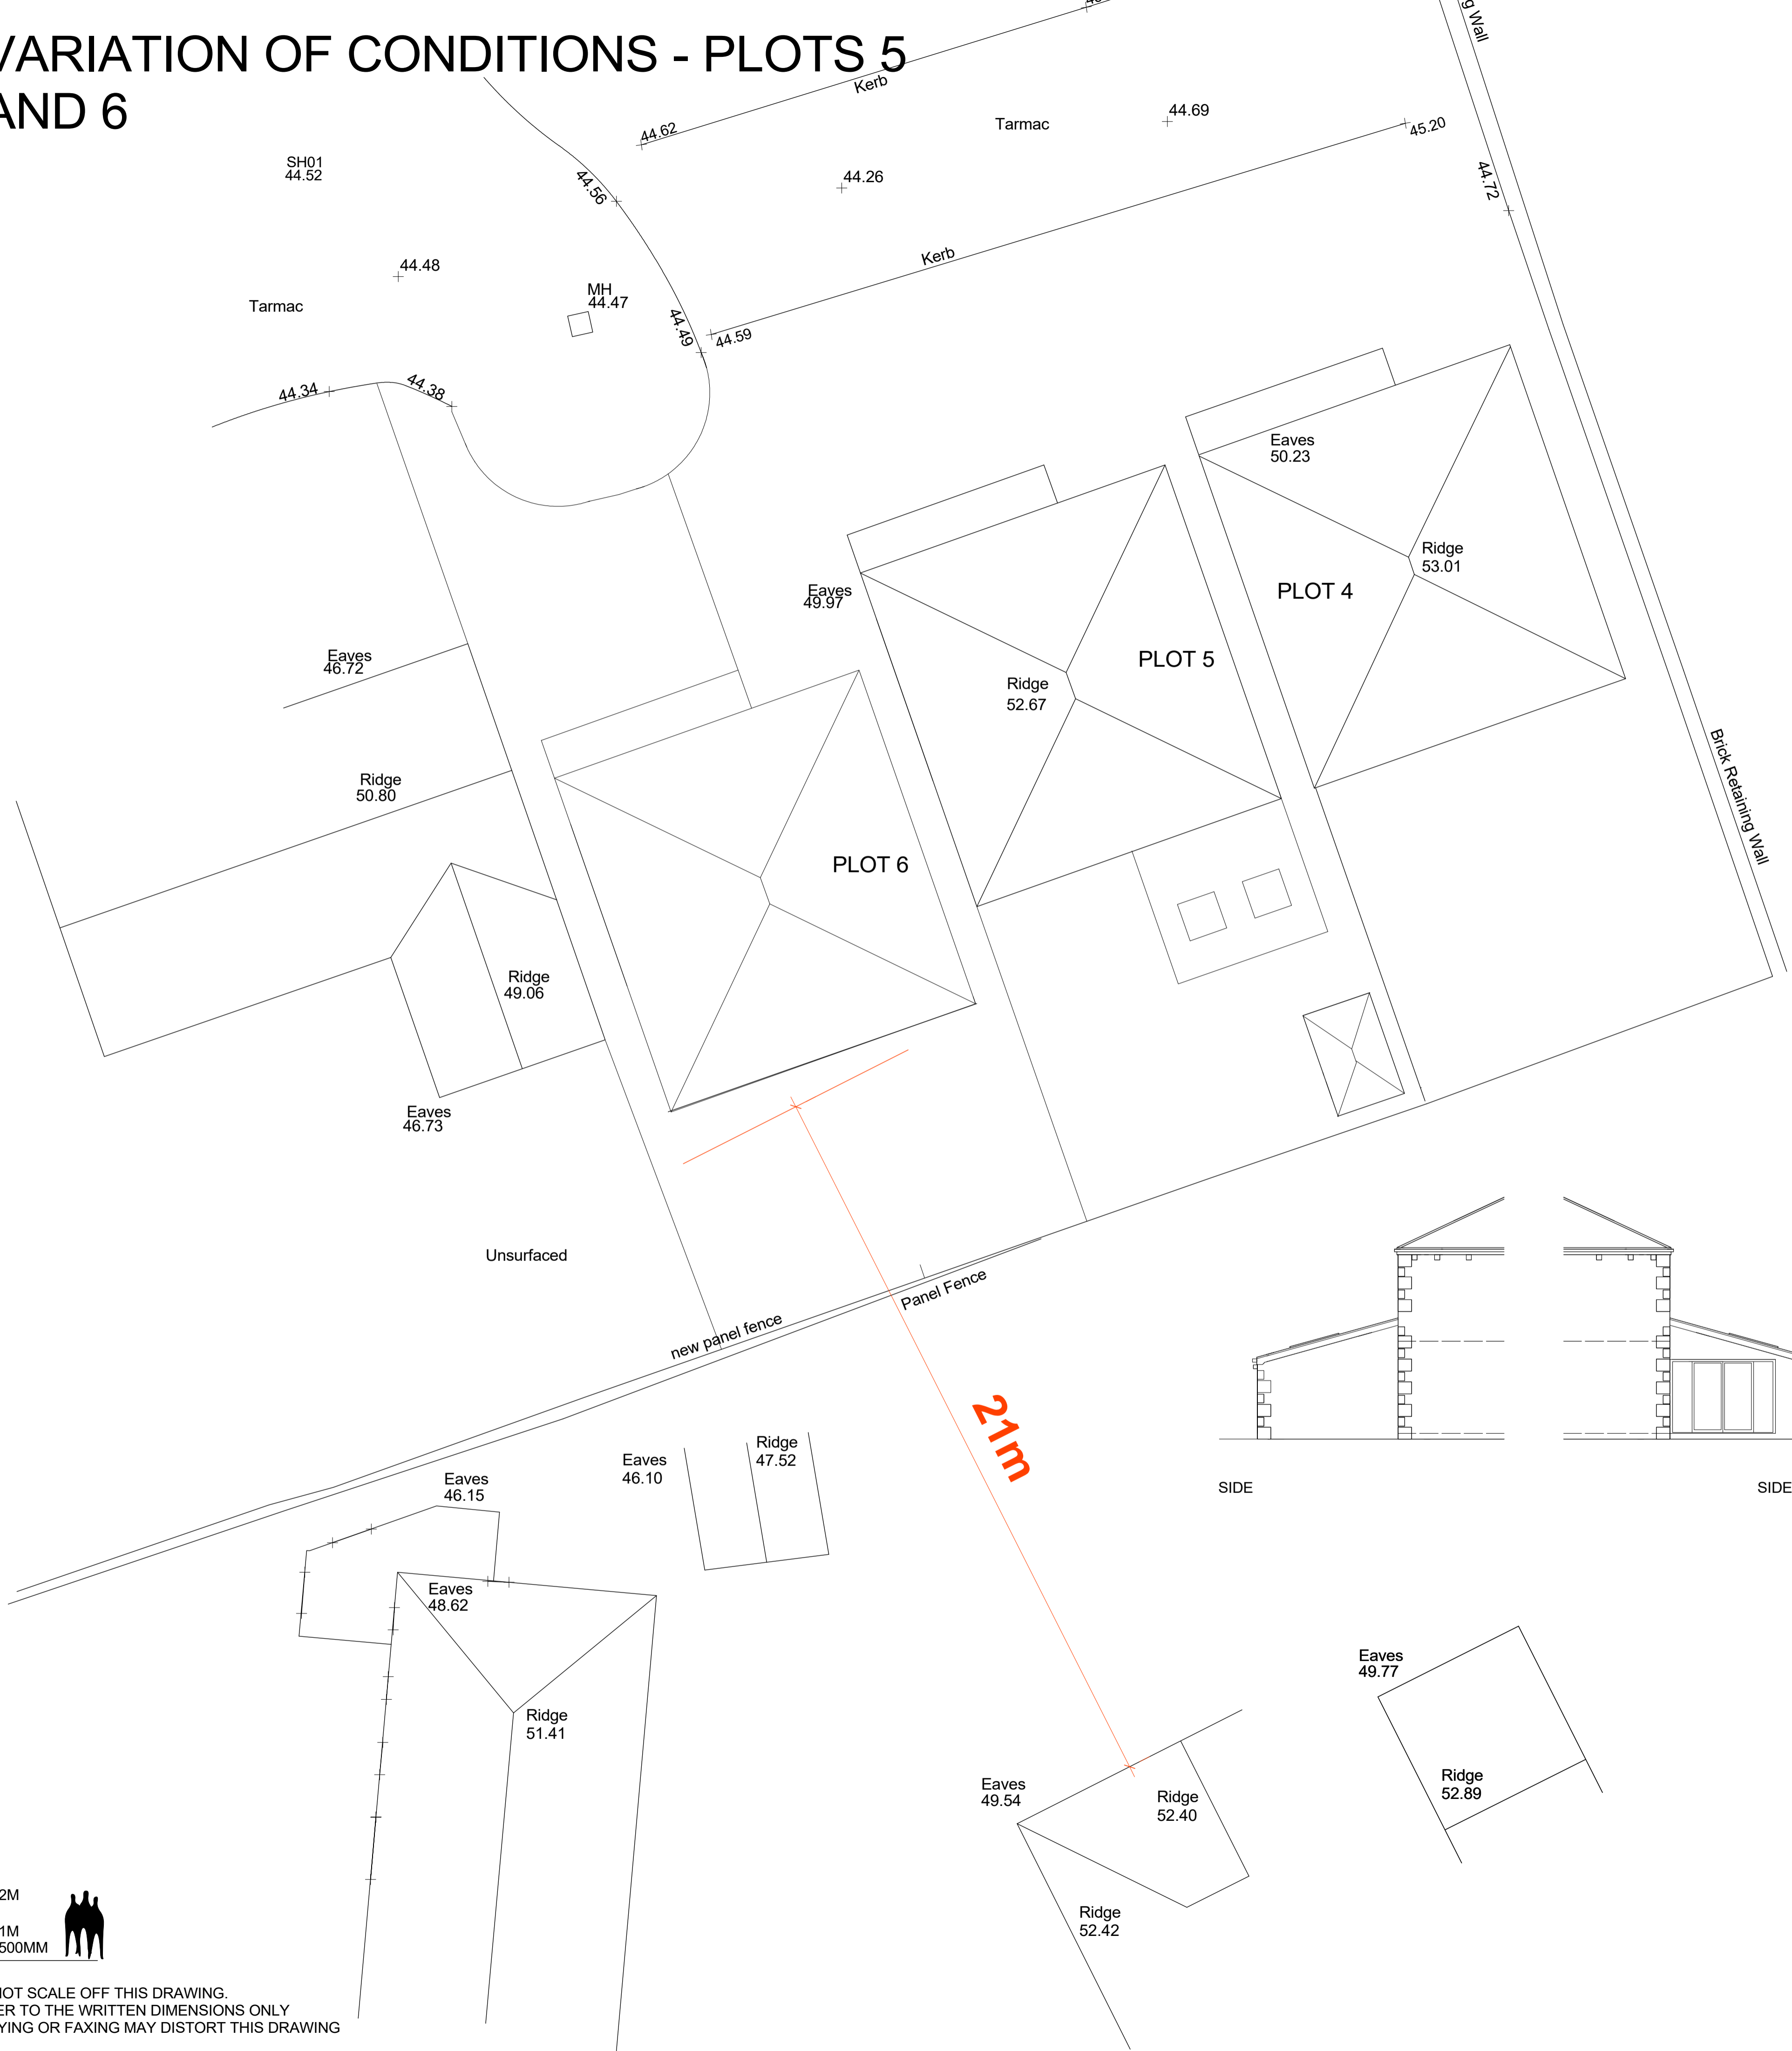 VARIATION OF CONDITIONS - PLOTS 5
AND 6
g Wall
Kerb
44.62
Tarmac
44.69
45.20
SH01
44.52
44.56
44.26
44.72
Kerb
44.48
MH
44.47
Tarmac
44.49
44.59
44.34
44.38
Eaves
50.23
Ridge
53.01
PLOT 4
Eaves
49.97
Eaves
46.72
PLOT 5
Ridge
52.67
Ridge
50.80
Brick Retaining Wall
PLOT 6
Ridge
49.06
Eaves
46.73
Unsurfaced
Panel Fence
new panel fence
21m
Eaves
46.10
Ridge
47.52
Eaves
46.15
SIDE
SIDE
Eaves
48.62
Ridge
51.41
Eaves
49.77
Ridge
52.89
Eaves
49.54
Ridge
52.40
Ridge
52.42
2M
1M
500MM
NOT SCALE OFF THIS DRAWING.
ER TO THE WRITTEN DIMENSIONS ONLY
YING OR FAXING MAY DISTORT THIS DRAWING